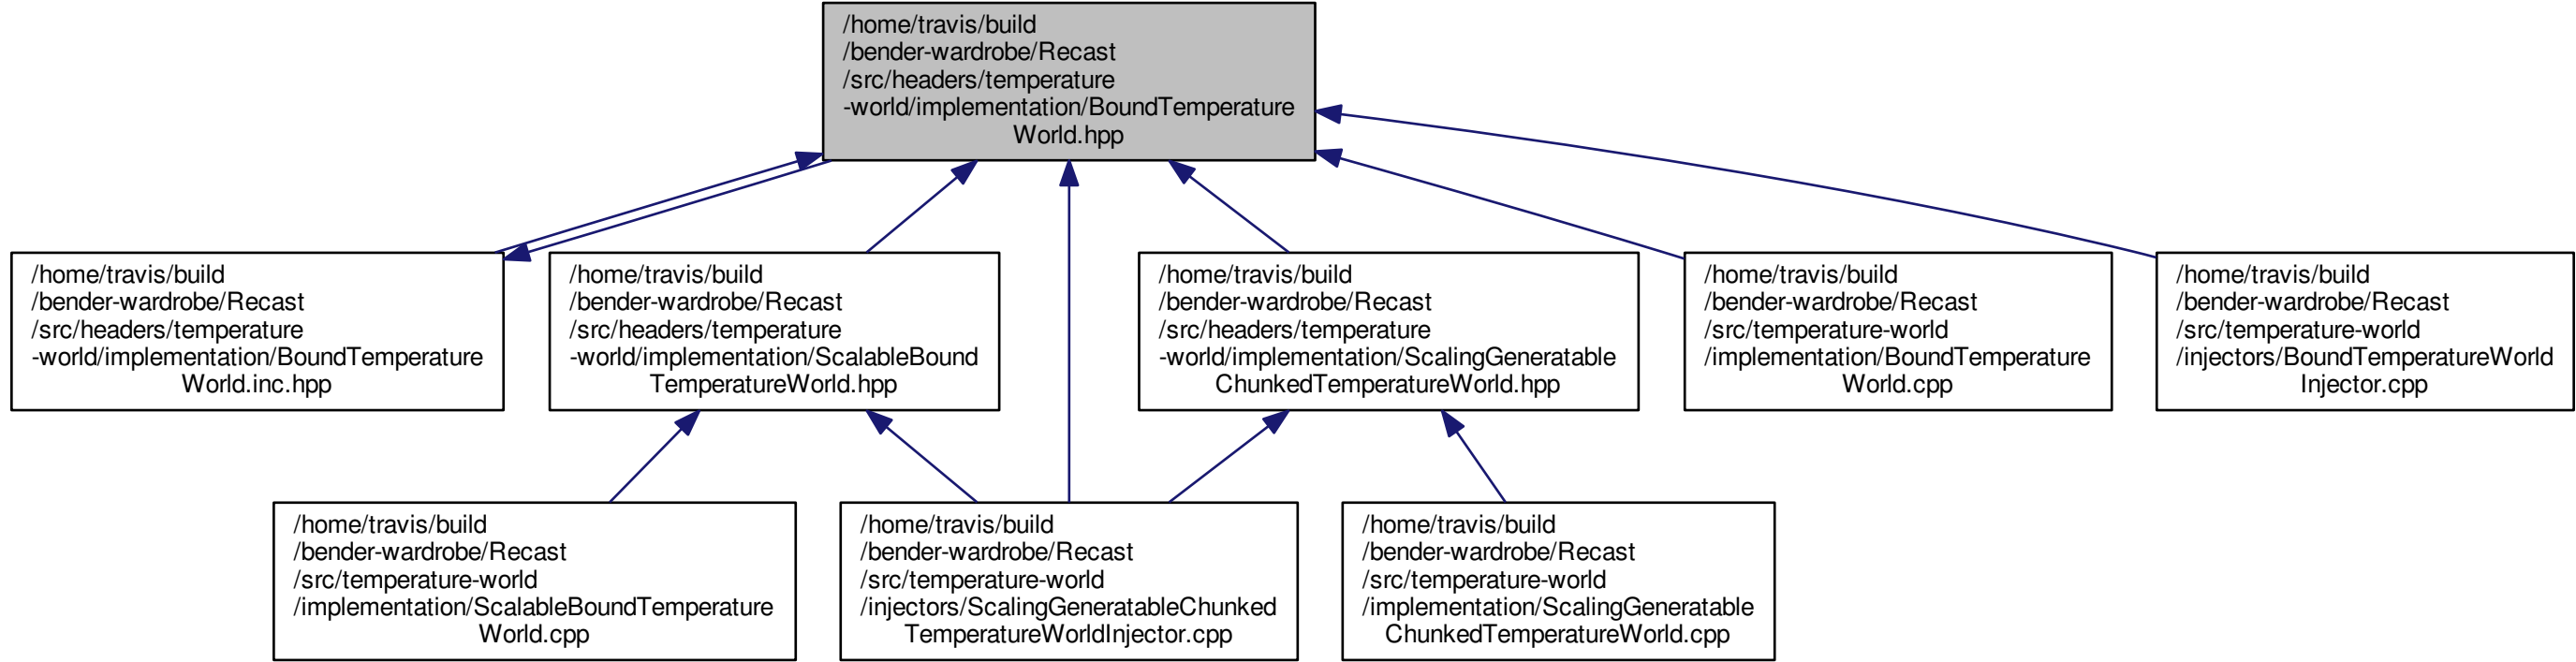 /home/travis/build
/bender-wardrobe/Recast
/src/headers/temperature
-world/implementation/BoundTemperature
World.hpp
/home/travis/build
/bender-wardrobe/Recast
/src/headers/temperature
-world/implementation/BoundTemperature
World.inc.hpp
/home/travis/build
/bender-wardrobe/Recast
/src/headers/temperature
-world/implementation/ScalableBound
TemperatureWorld.hpp
/home/travis/build
/bender-wardrobe/Recast
/src/headers/temperature
-world/implementation/ScalingGeneratable
ChunkedTemperatureWorld.hpp
/home/travis/build
/bender-wardrobe/Recast
/src/temperature-world
/implementation/BoundTemperature
World.cpp
/home/travis/build
/bender-wardrobe/Recast
/src/temperature-world
/injectors/BoundTemperatureWorld
Injector.cpp
/home/travis/build
/bender-wardrobe/Recast
/src/temperature-world
/implementation/ScalableBoundTemperature
World.cpp
/home/travis/build
/bender-wardrobe/Recast
/src/temperature-world
/injectors/ScalingGeneratableChunked
TemperatureWorldInjector.cpp
/home/travis/build
/bender-wardrobe/Recast
/src/temperature-world
/implementation/ScalingGeneratable
ChunkedTemperatureWorld.cpp